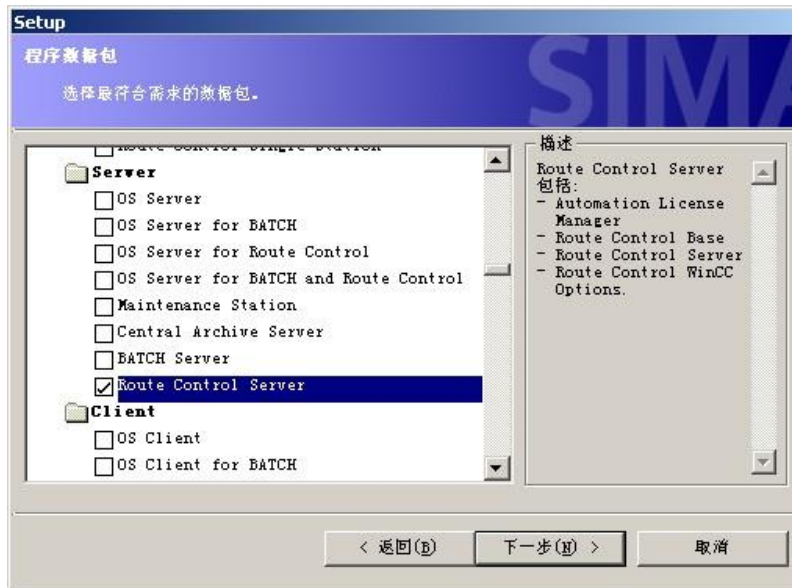 Setup
程序数据包
选择最符合需求的数据包。
SIMA
Route Control Single Station
Server
OS Server
OS Server for BATCH
OS Server for Route Control
OS Server for BATCH and Route Control
Maintenance Station
Central Archive Server
BATCH Server
Route Control Server
Client
OS Client
OS Client for BATCH
描述
Route Control Server
包括:
- Automation License
Manager
- Route Control Base
- Route Control Server
- Route Control WinCC
Options.
< 返回(B)
下一步(N) >
取消